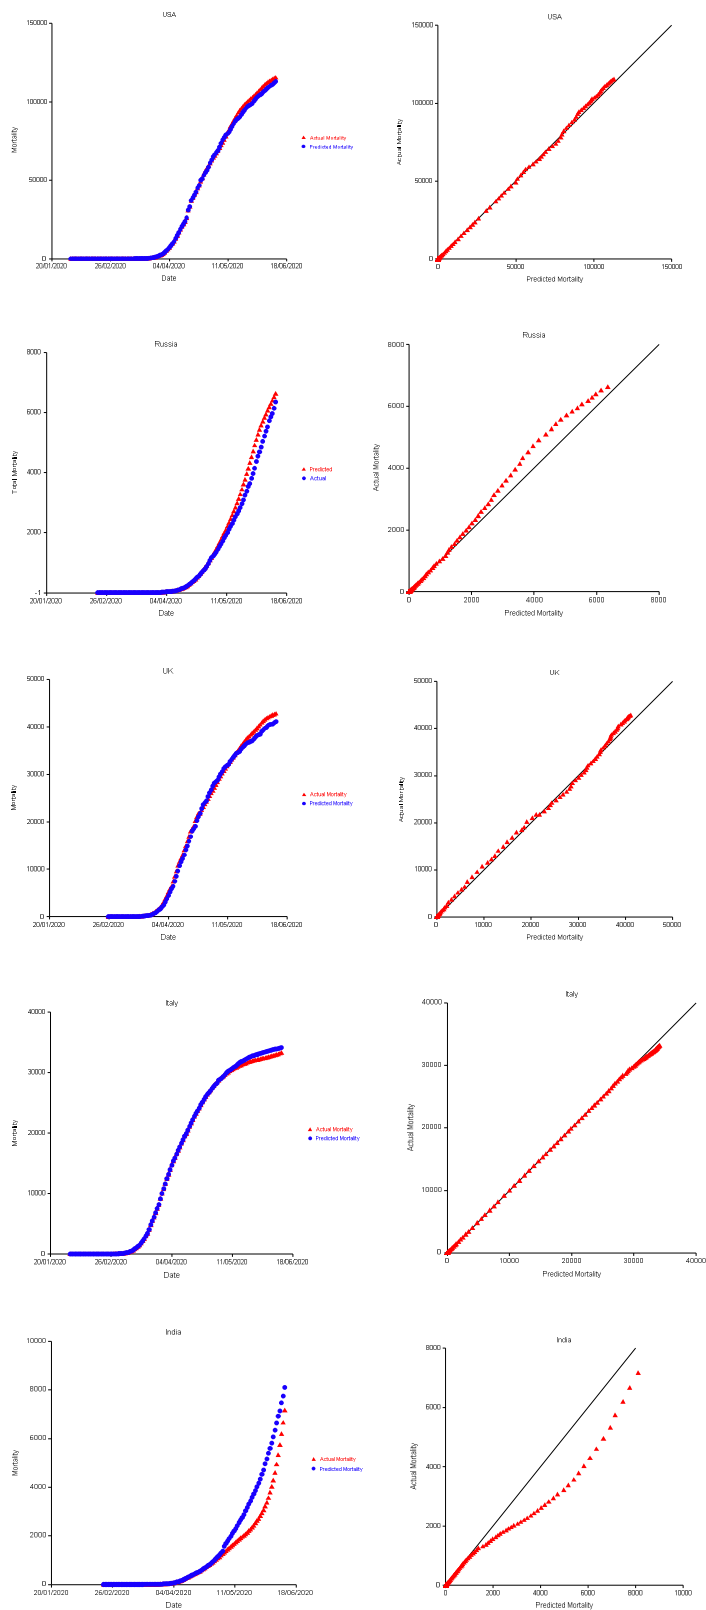 USA
150000
100000
50000
0
20/01/2020 26/02/2020 04/04/2020 11/05/2020 18/06/2020
Mortality
Date
Actual Mortality
Predicted Mortality
USA
150000
100000
50000
0
0 50000 100000 150000
Actual Mortality
Predicted Mortality
Russia
8000
6000
4000
2000
-1
20/01/2020 26/02/2020 04/04/2020 11/05/2020 18/06/2020
Total Mortality
Date
Predicted
Actual
Russia
8000
6000
4000
2000
0
0 2000 4000 6000 8000
Actual Mortality
Predicted Mortality
UK
50000
40000
30000
20000
10000
0
20/01/2020 26/02/2020 04/04/2020 11/05/2020 18/06/2020
Mortality
Date
Actual Mortality
Predicted Mortality
UK
50000
40000
30000
20000
10000
0
0 10000 20000 30000 40000 50000
Actual Mortality
Predicted Mortality
Italy
40000
30000
20000
10000
0
20/01/2020 26/02/2020 04/04/2020 11/05/2020 18/06/2020
Mortality
Date
Actual Mortality
Predicted Mortality
Italy
40000
30000
20000
10000
0
0 10000 20000 30000 40000
Actual Mortality
Predicted Mortality
India
10000
8000
6000
4000
2000
0
20/01/2020 26/02/2020 04/04/2020 11/05/2020 18/06/2020
Mortality
Date
Actual Mortality
Predicted Mortality
India
8000
6000
4000
2000
0
0 2000 4000 6000 8000 10000
Actual Mortality
Predicted Mortality